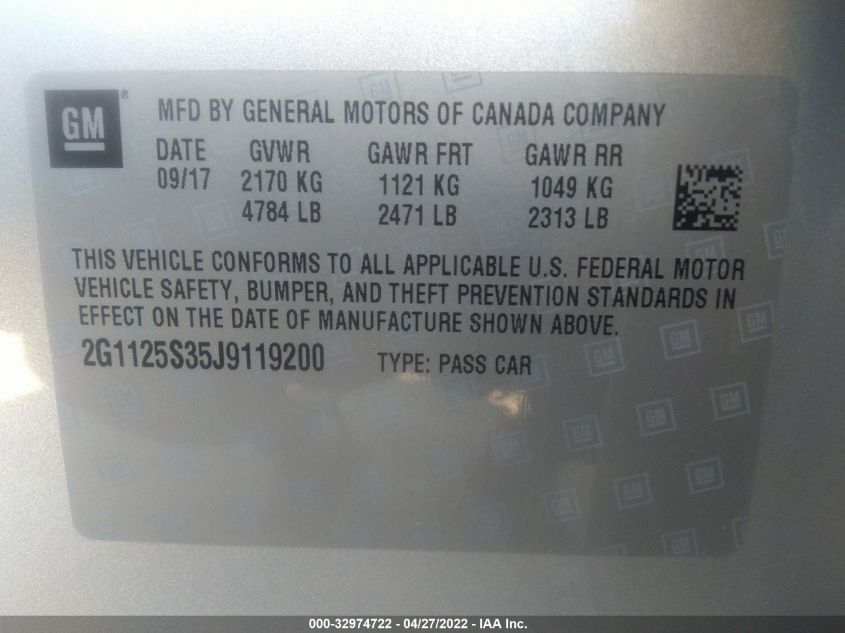 GM ® MFD BY GENERAL MOTORS OF CANADA COMPANY
DATE GVWR GAWR FRT GAWR RR
09/17 2170 KG 1121 KG 1049 KG
4784 LB 2471 LB 2313 LB
THIS VEHICLE CONFORMS TO ALL APPLICABLE U.S. FEDERAL MOTOR
VEHICLE SAFETY, BUMPER, AND THEFT PREVENTION STANDARDS IN
EFFECT ON THE DATE OF MANUFACTURE SHOWN ABOVE.
2G1125S35J9119200 TYPE: PASS CAR
000-32974722 - 04/27/2022 - IAA Inc.